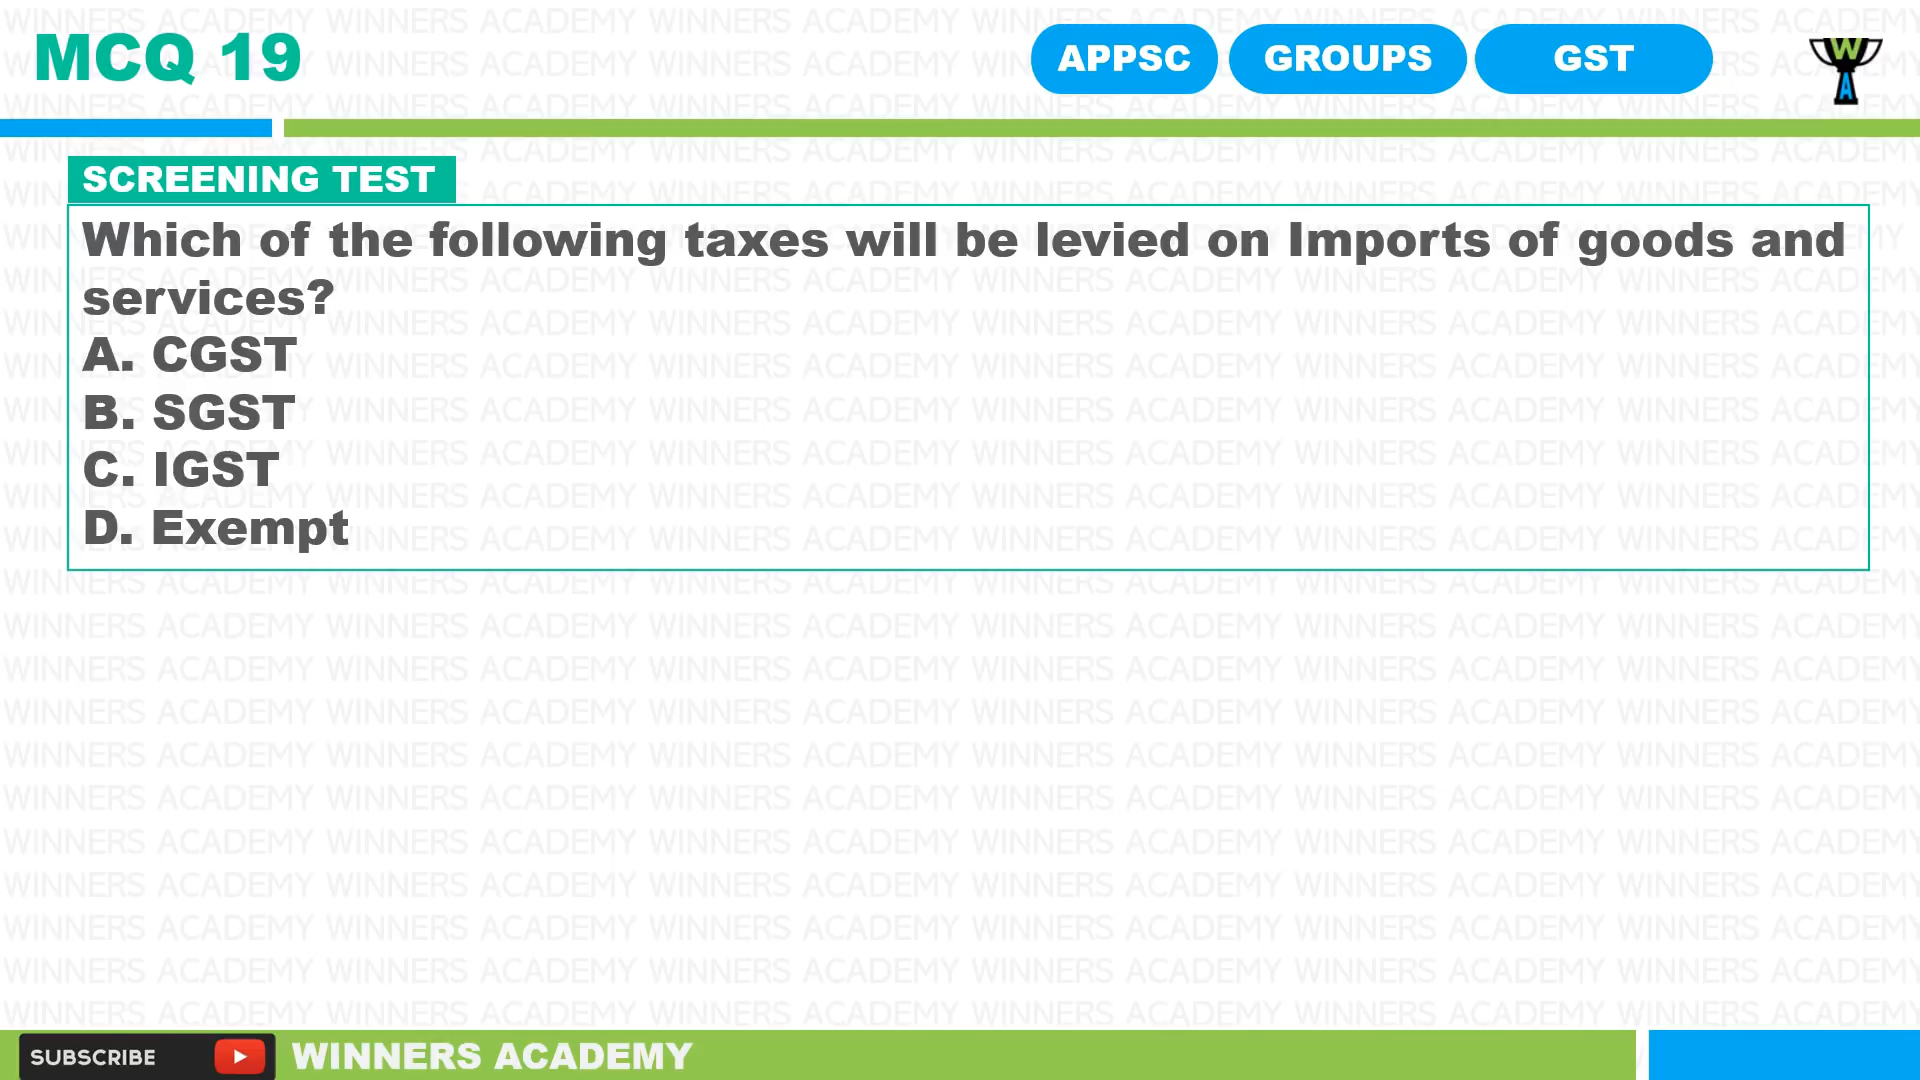 MCQ 19
APPSC
GROUPS
GST
W
A
SCREENING TEST
Which of the following taxes will be levied on Imports of goods and
services?
A. CGST
B. SGST
C. IGST
D. Exempt
SUBSCRIBE
WINNERS ACADEMY